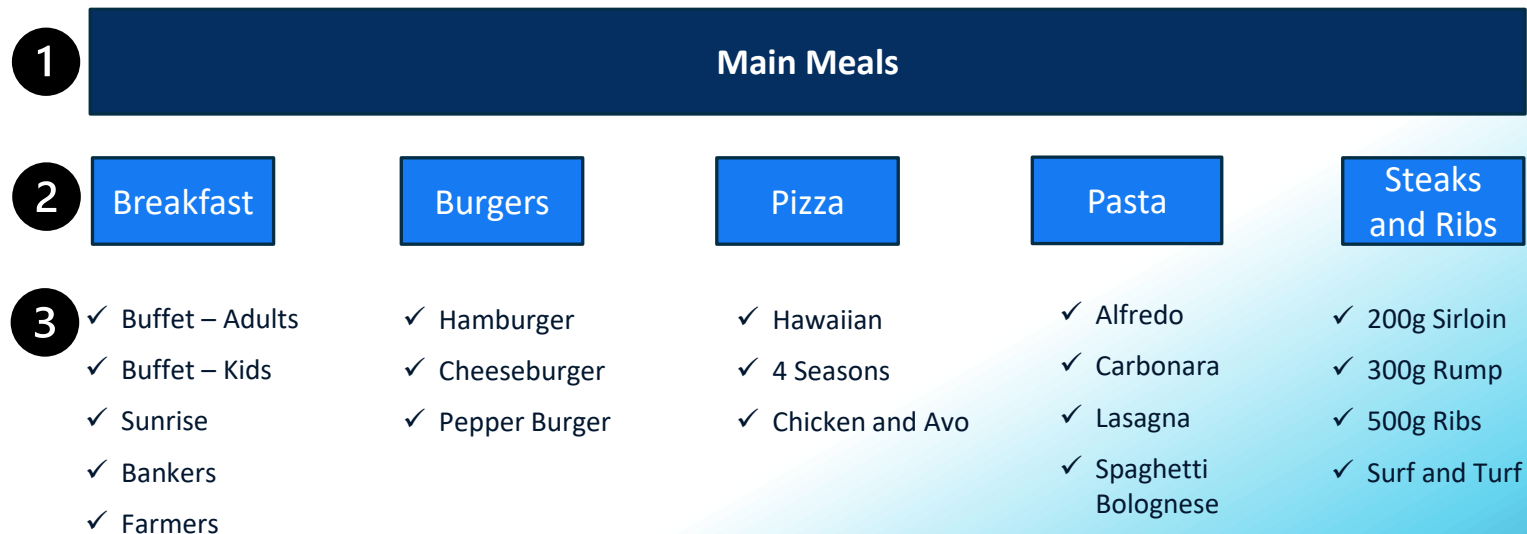 1
Main Meals
2
Breakfast
Burgers
Pizza
Pasta
Steaks
and Ribs
3
✓ Buffet – Adults
✓ Buffet – Kids
✓ Sunrise
✓ Bankers
✓ Farmers
✓ Hamburger
✓ Cheeseburger
✓ Pepper Burger
✓ Hawaiian
✓ 4 Seasons
✓ Chicken and Avo
✓ Alfredo
✓ Carbonara
✓ Lasagna
✓ Spaghetti
Bolognese
✓ 200g Sirloin
✓ 300g Rump
✓ 500g Ribs
✓ Surf and Turf